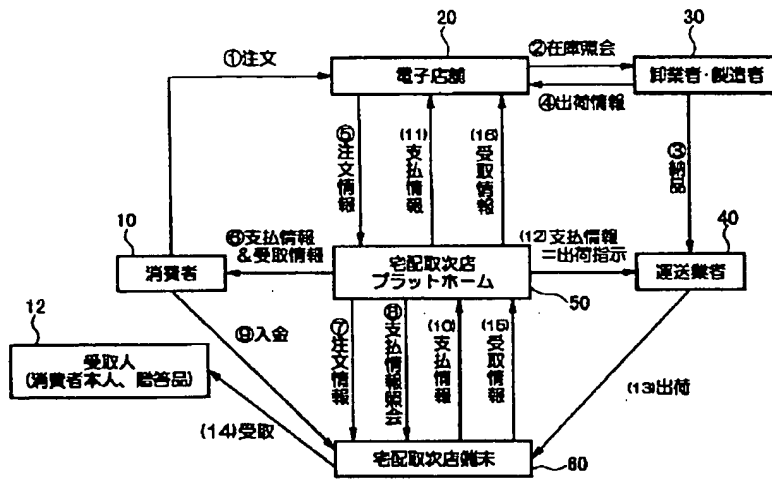 20
30
①注文
②在庫照会
電子店舗
卸業者・製造者
④出荷情報
⑤注文情報
(11)支払情報
(16)受取情報
③納品
10
40
⑥支払情報
&受取情報
(12)支払情報
=出荷指示
消費者
宅配取次店
プラットホーム
運送業者
50
12
⑨入金
⑦注文情報
⑧支払情報照会
(10)支払情報
(15)受取情報
受取人
(消費者本人、贈答品)
(13)出荷
(14)受取
宅配取次店端末
60